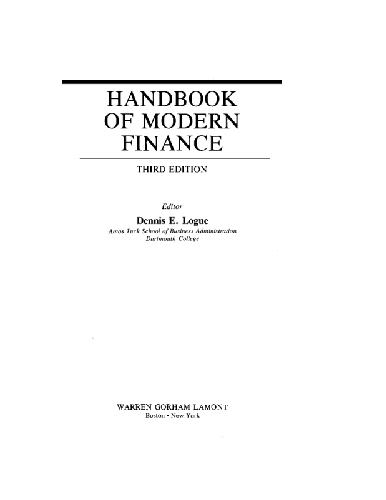 HANDBOOK
OF MODERN
FINANCE
THIRD EDITION
Editor
Dennis E. Logue
Amos Tuck School of Business Administration
Dartmouth College
WARREN GORHAM LAMONT
Boston • New York